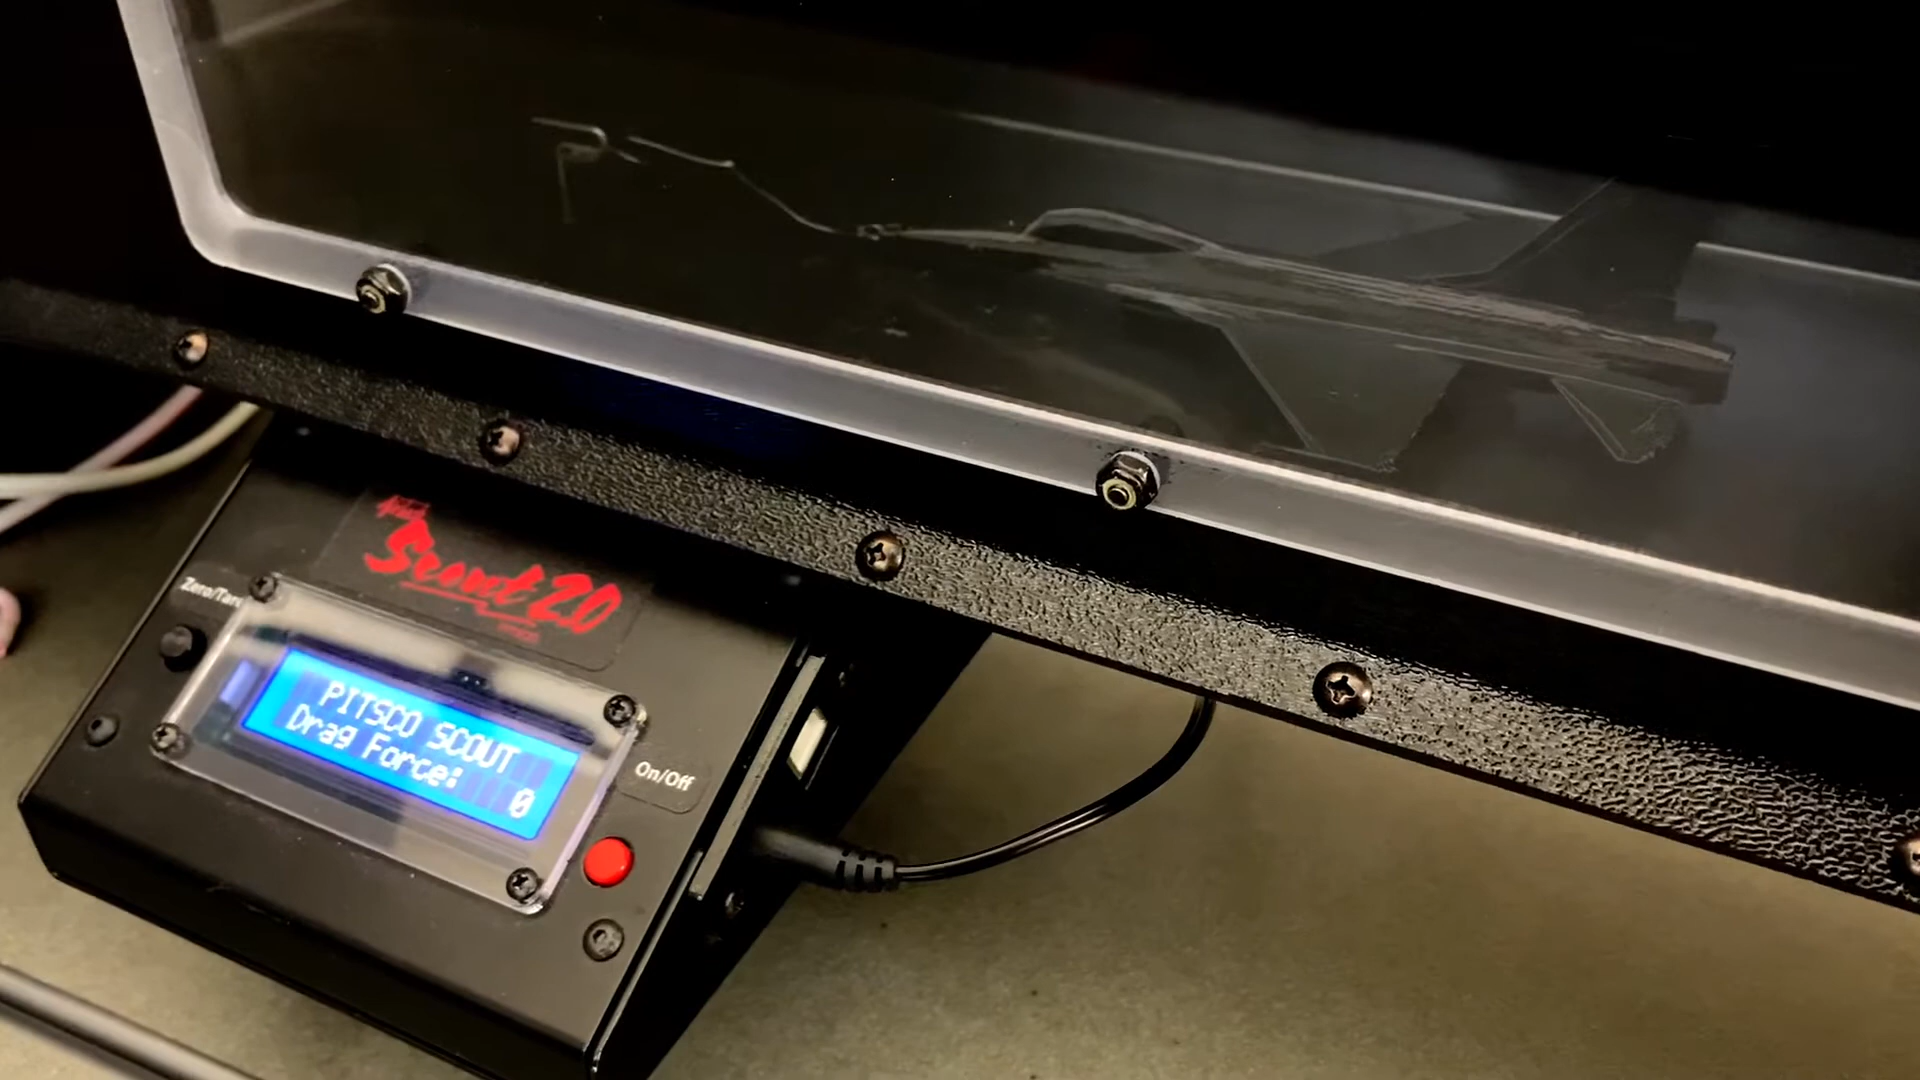 Scout 2.0
Zero/Tare
PITSCO SCOUT
Drag Force:
0
On/Off